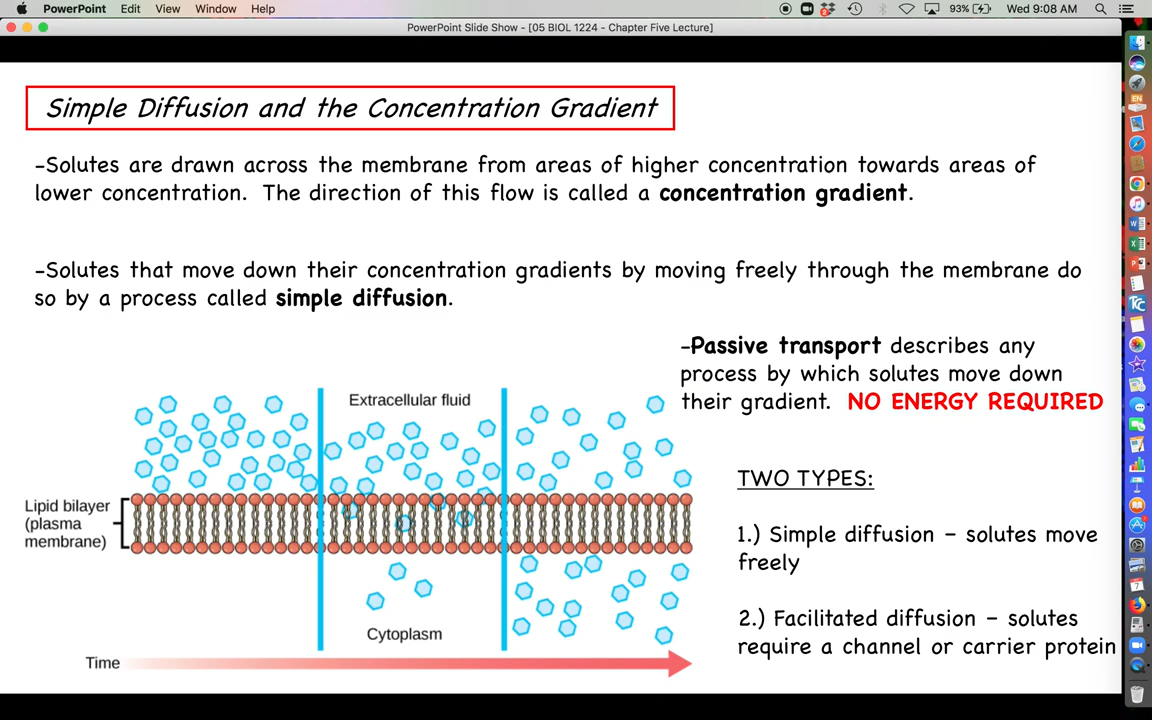 PowerPoint Edit View Window Help 93% Wed 9:08 AM
PowerPoint Slide Show - [05 BIOL 1224 - Chapter Five Lecture]
Simple Diffusion and the Concentration Gradient
-Solutes are drawn across the membrane from areas of higher concentration towards areas of
lower concentration. The direction of this flow is called a concentration gradient.
-Solutes that move down their concentration gradients by moving freely through the membrane do
so by a process called simple diffusion.
-Passive transport describes any
process by which solutes move down
their gradient. NO ENERGY REQUIRED
Extracellular fluid
Lipid bilayer
(plasma
membrane)
Cytoplasm
Time
TWO TYPES:
1.) Simple diffusion - solutes move
freely
2.) Facilitated diffusion - solutes
require a channel or carrier protein